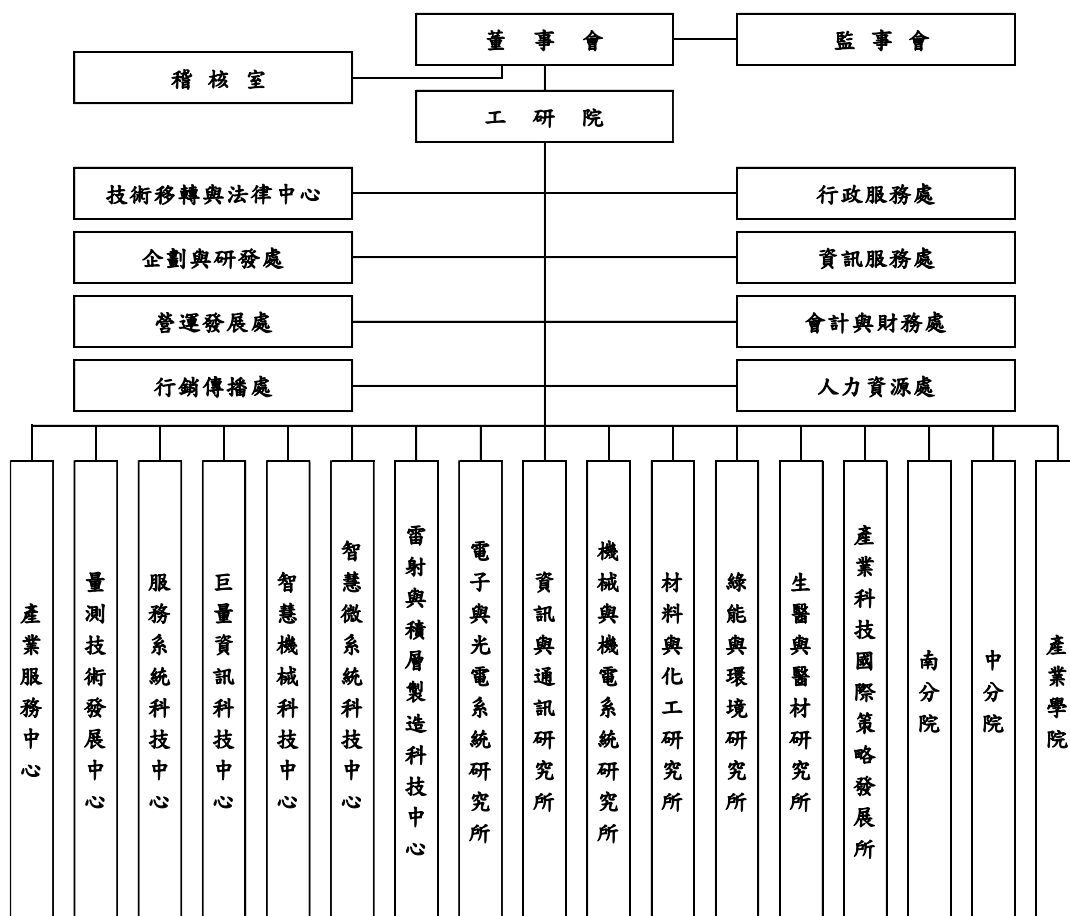 董事會
監事會
稽核室
工研院
技術移轉與法律中心
行政服務處
企劃與研發處
資訊服務處
營運發展處
會計與財務處
行銷傳播處
人力資源處
產業服務中心
量測技術發展中心
服務系統科技中心
巨量資訊科技中心
智慧機械科技中心
智慧微系統科技中心
雷射與積層製造科技中心
電子與光電系統研究所
資訊與通訊研究所
機械與機電系統研究所
材料與化工研究所
綠能與環境研究所
生醫與醫材研究所
產業科技國際策略發展所
南分院
中分院
產業學院